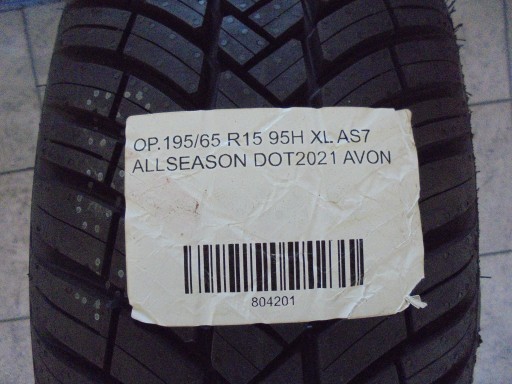 OP.195/65 R15 95H XL AS7
ALLSEASON DOT2021 AVON
804201